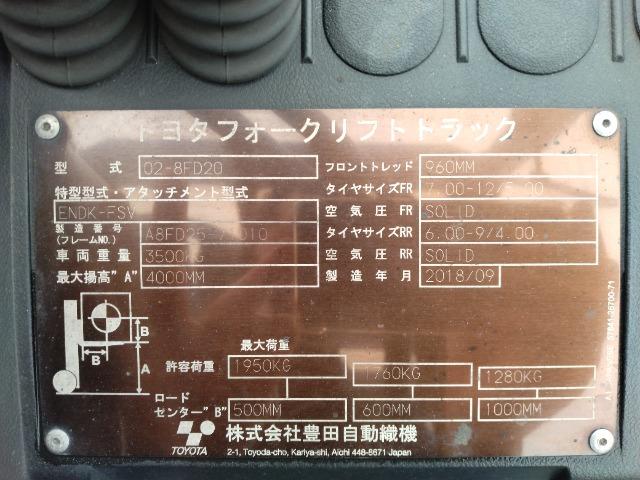 トヨタフォークリフトトラック
型 式 02-8FD20 フロントトレッド 960MM
特型型式・アタッチメント型式 タイヤサイズFR 7.00-12/5.00
ENDK-FSV 空気圧 FR SOLID
製造番号 (フレームNO.) タイヤサイズRR 6.00-9/4.00
車両重量 3500KG 空気圧 RR SOLID
最大揚高"A" 4000MM 製造年月 2018/09
B
B
A
最大荷重
許容荷重 1950KG 1760KG 1280KG
ロード
センター"B" 500MM 600MM 1000MM
TOYOTA 株式会社豊田自動織機
2-1, Toyoda-cho, Kariya-shi, Aichi 448-8671 Japan